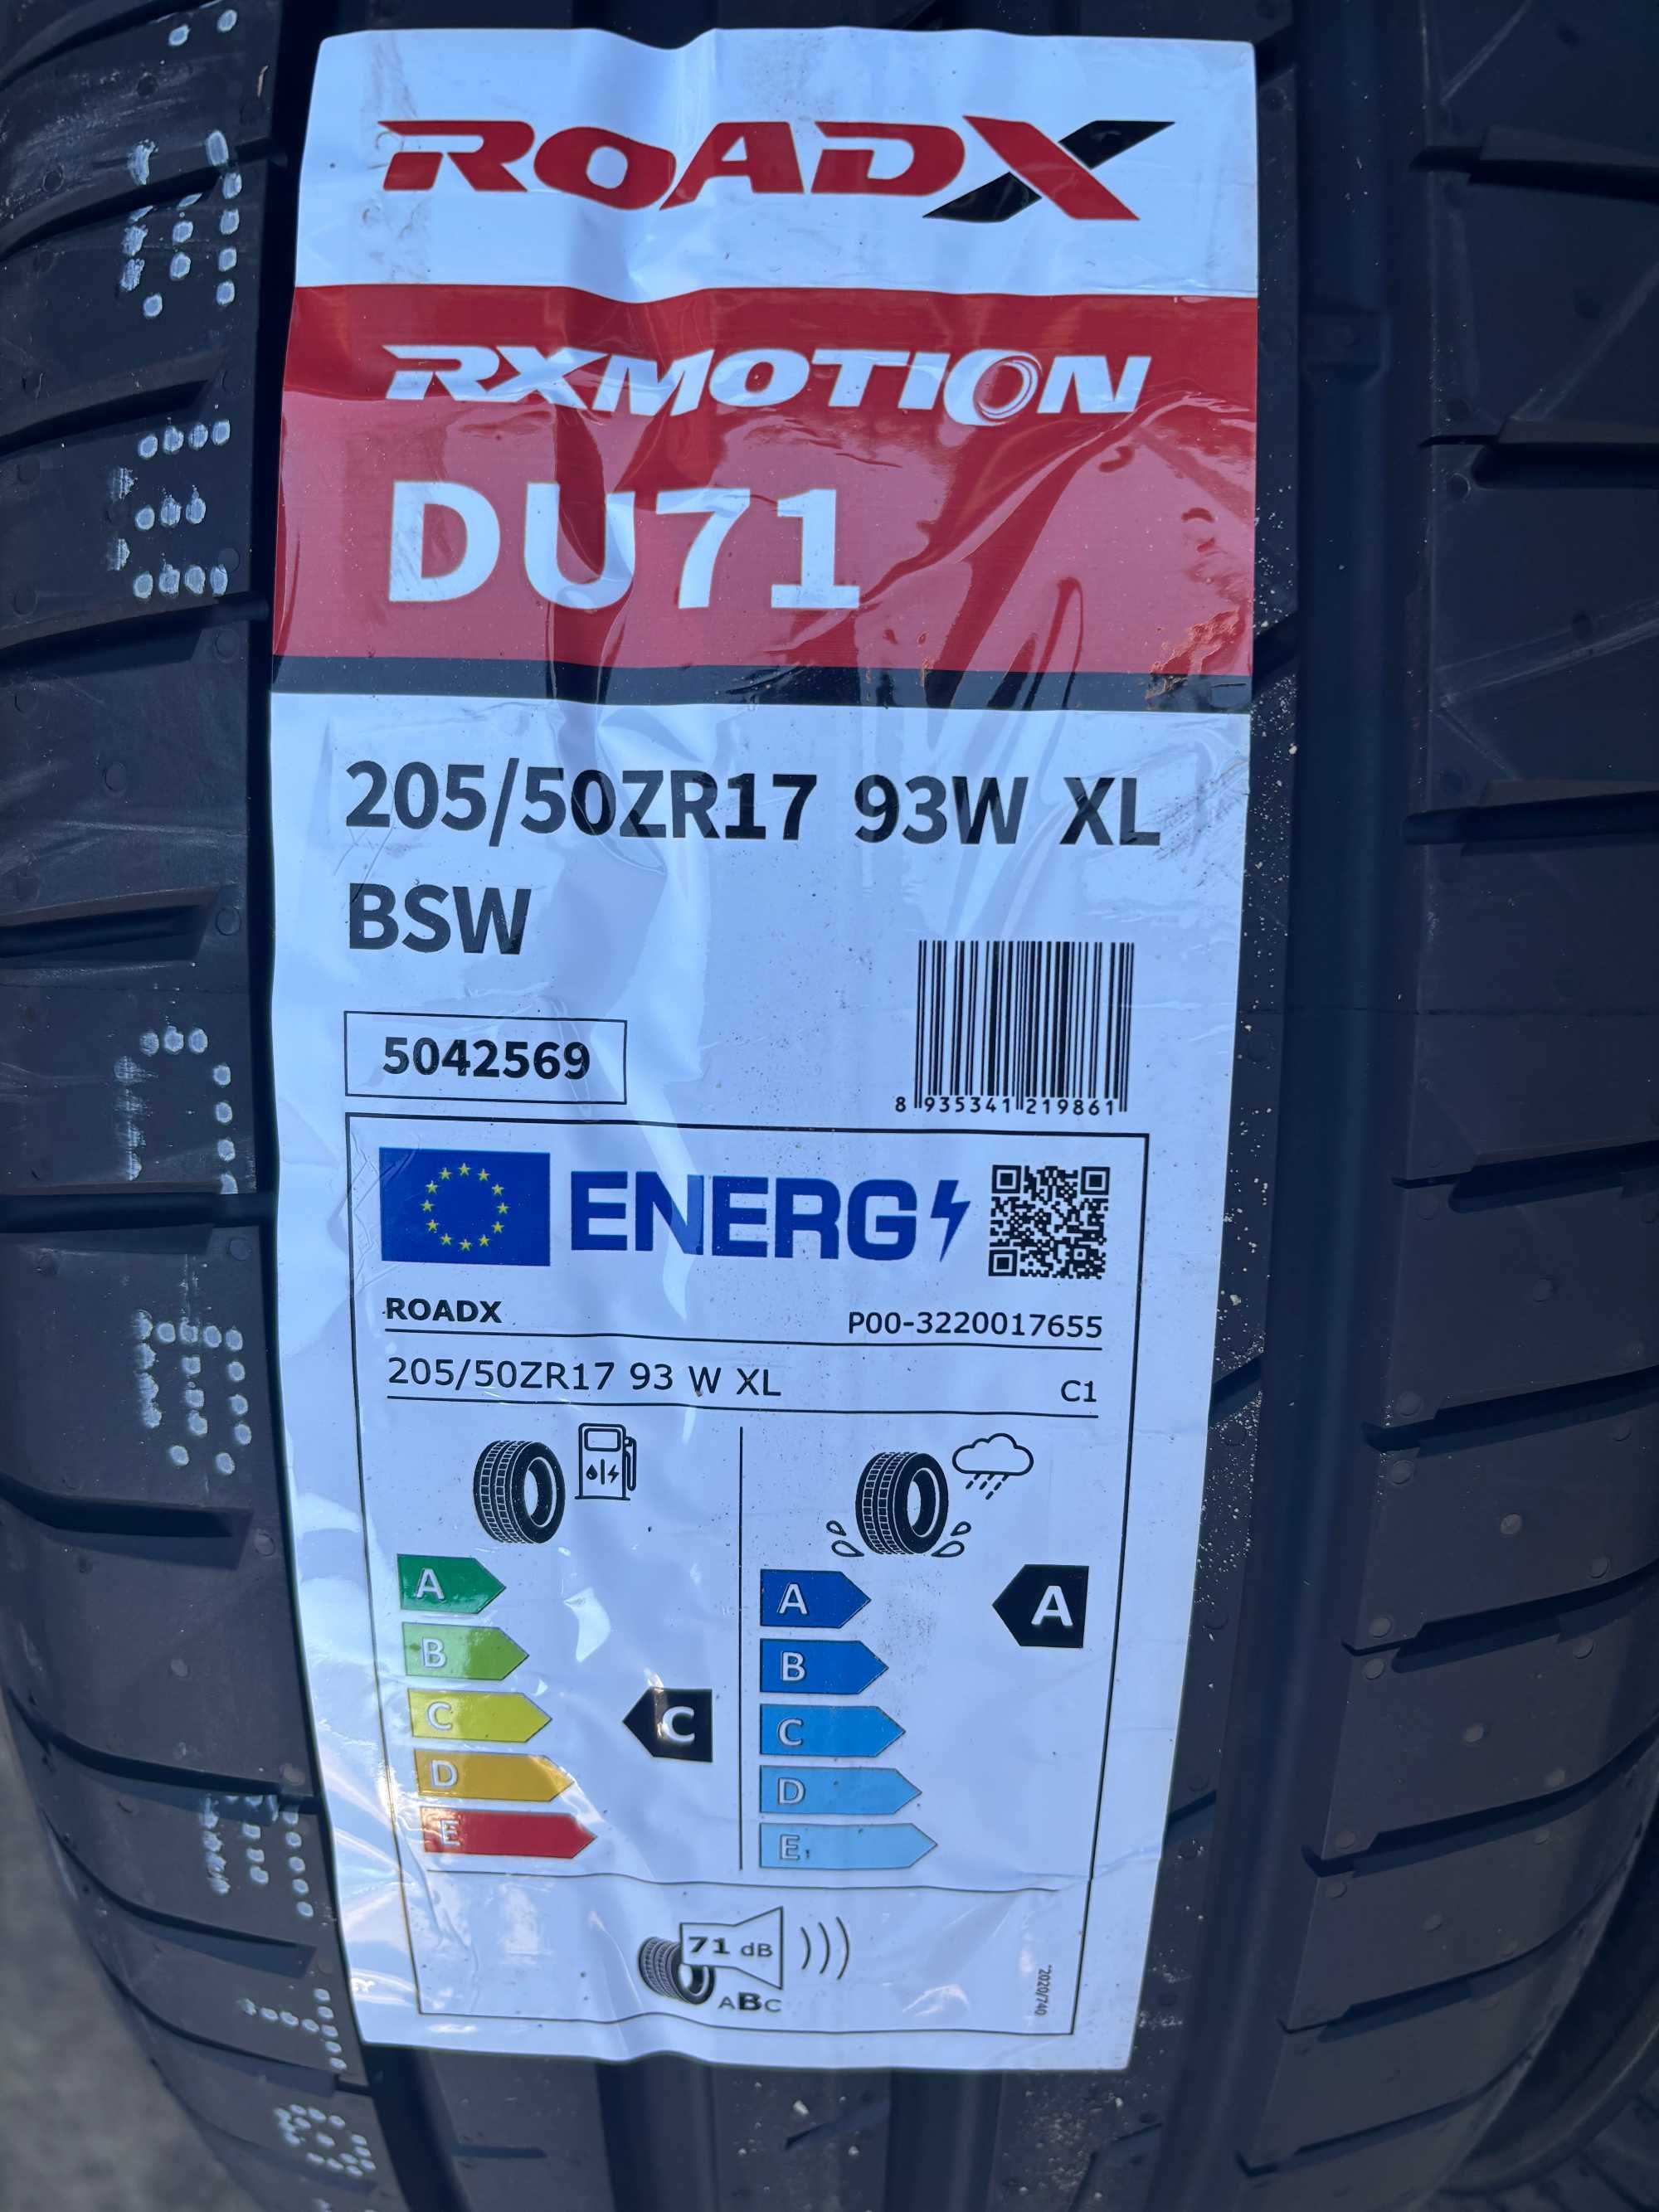 ROADX
RXMOTION
DU71
205/50ZR17 93W XL
BSW
5042569
8 935341 219861
ENERG
ROADX P00-3220017655
205/50ZR17 93 W XL C1
A A A
B B
C C C
D D
E E
71 dB
ABC
2020/740